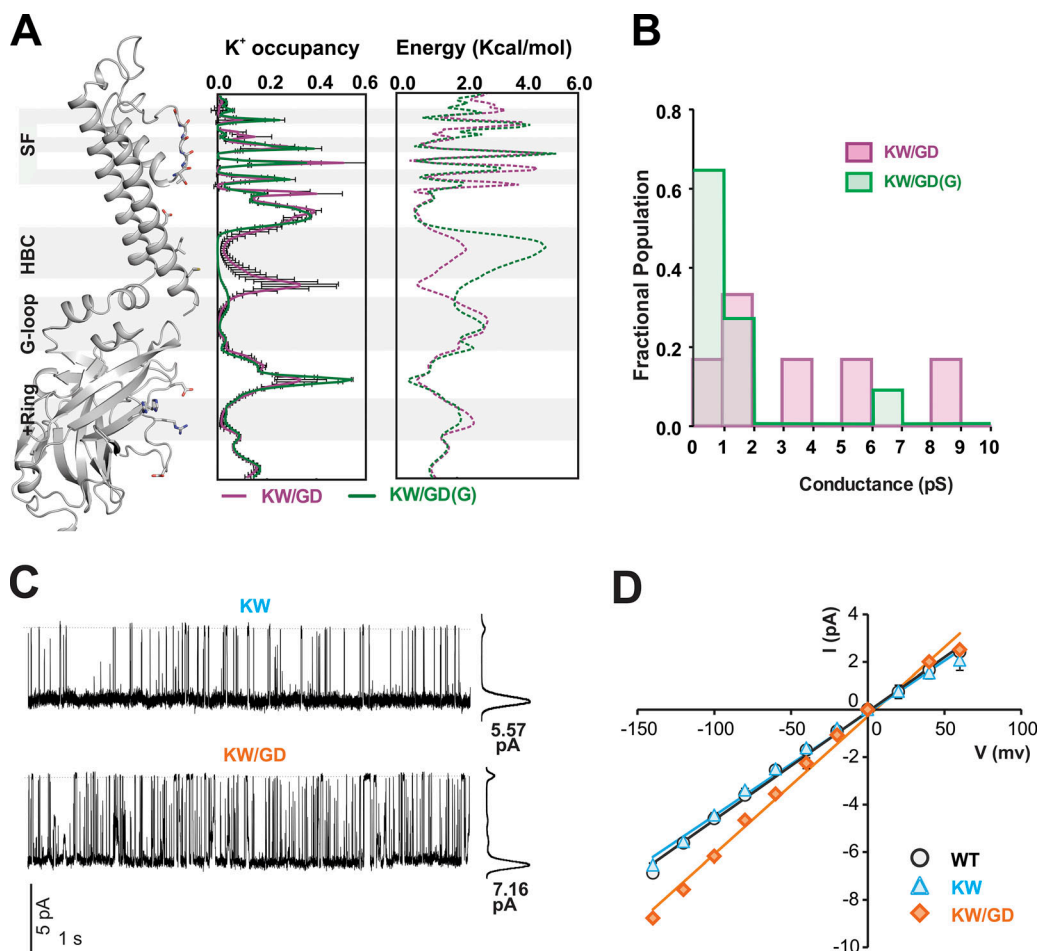 A
K+ occupancy
Energy (Kcal/mol)
0.0 0.2 0.4 0.6
0.0 2.0 4.0 6.0
SF
HBC
G-loop
+Ring
KW/GD
KW/GD(G)
B
Fractional Population
0.8
0.6
0.4
0.2
0.0
KW/GD
KW/GD(G)
0 1 2 3 4 5 6 7 8 9 10
Conductance (pS)
C
KW
5.57
pA
KW/GD
7.16
pA
5 pA
1 s
D
I (pA)
4
2
0
-2
-4
-6
-8
-10
-150 -100 -50 0 50 100
V (mv)
WT
KW
KW/GD